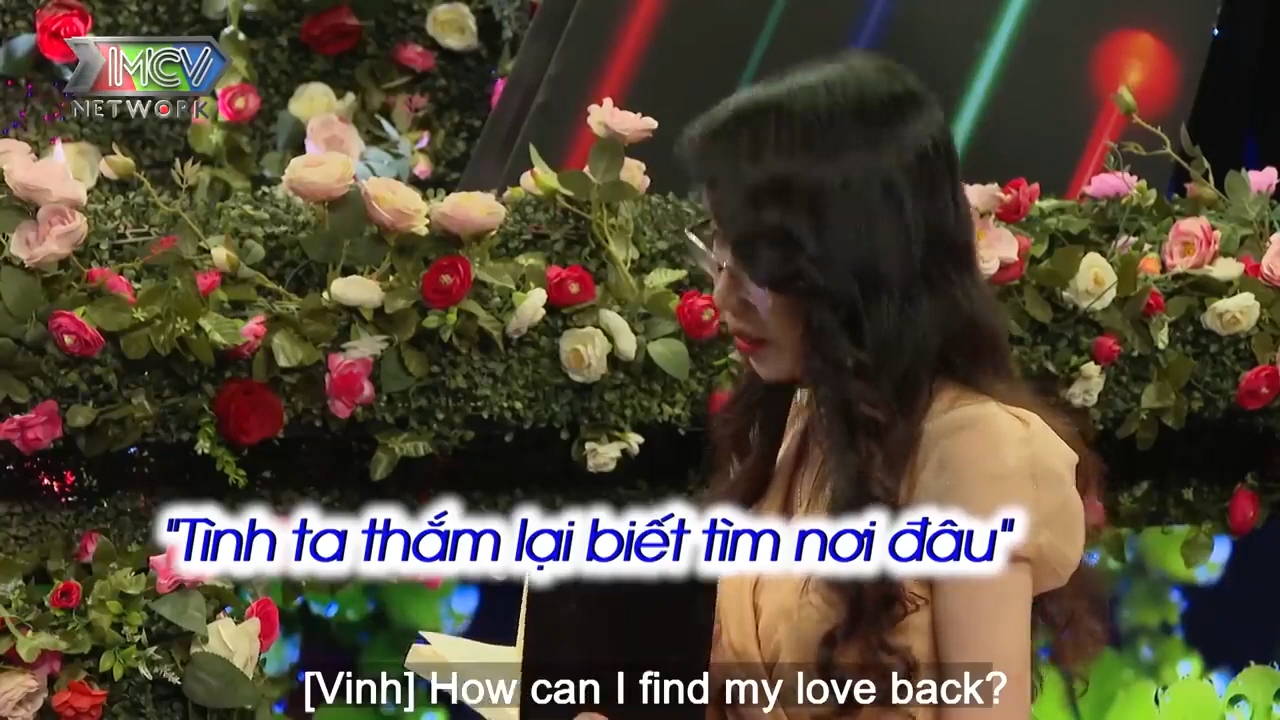 MCV
NETWORK
"Tình ta thắm lại biết tìm nơi đâu"
[Vinh] How can I find my love back?